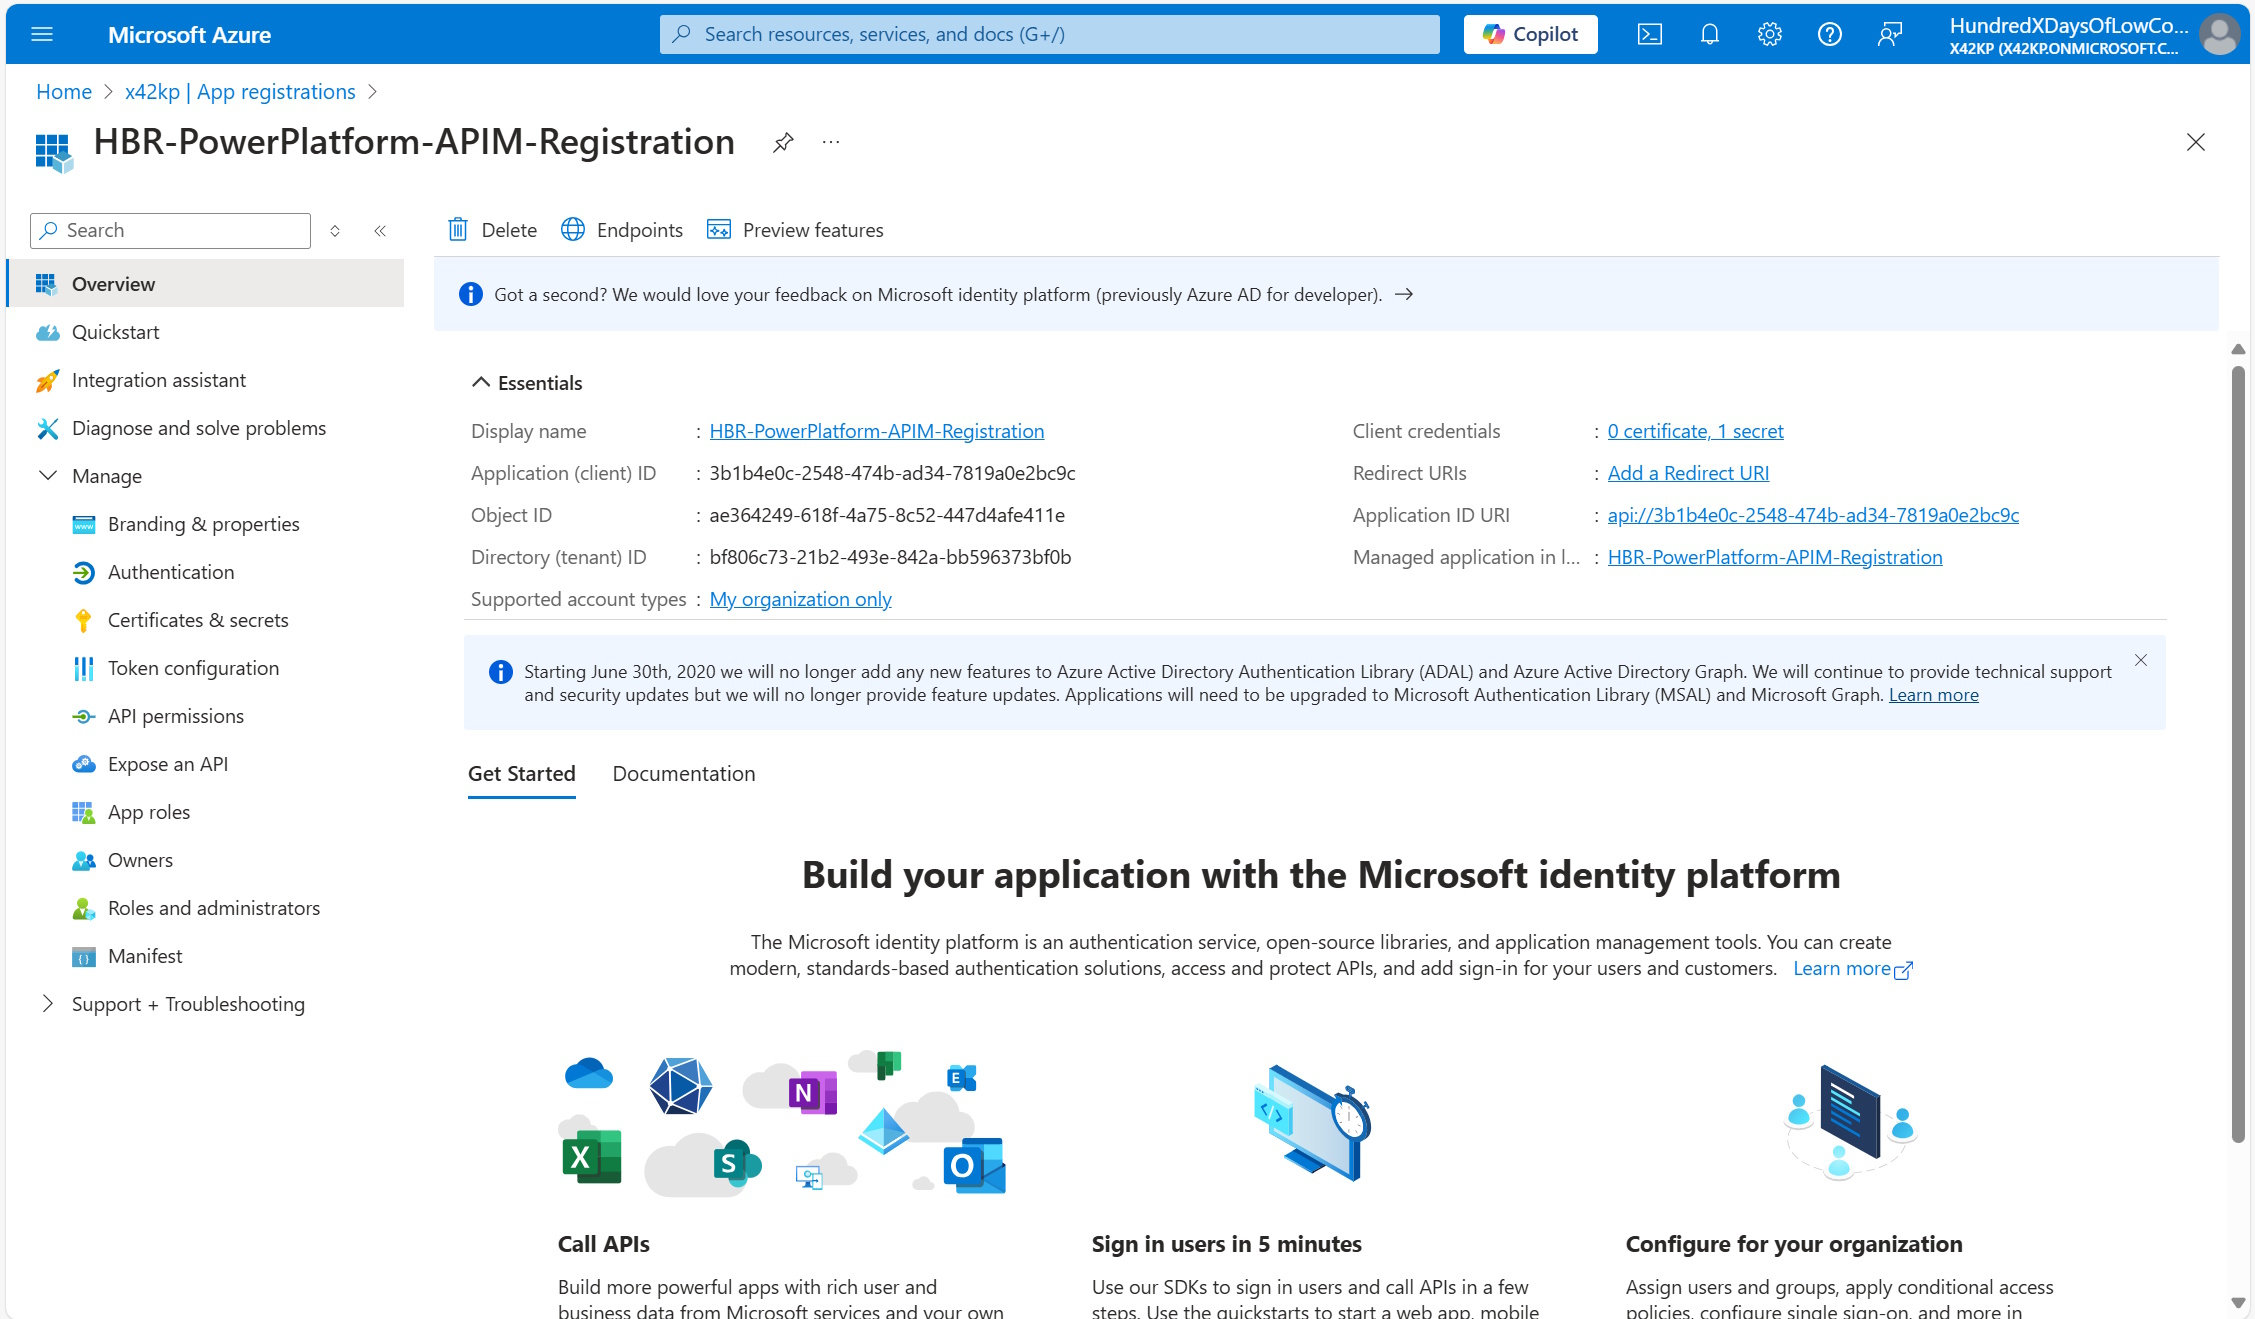 Microsoft Azure
Search resources, services, and docs (G+/)
Copilot
HundredXDaysOfLowCo...
X42KP (X42KP.ONMICROSOFT.C...
Home > x42kp | App registrations >
HBR-PowerPlatform-APIM-Registration
Search
Delete
Endpoints
Preview features
Overview
Quickstart
Integration assistant
Diagnose and solve problems
Manage
Branding & properties
Authentication
Certificates & secrets
Token configuration
API permissions
Expose an API
App roles
Owners
Roles and administrators
Manifest
Support + Troubleshooting
Got a second? We would love your feedback on Microsoft identity platform (previously Azure AD for developer). →
Essentials
Display name : HBR-PowerPlatform-APIM-Registration
Application (client) ID : 3b1b4e0c-2548-474b-ad34-7819a0e2bc9c
Object ID : ae364249-618f-4a75-8c52-447d4afe411e
Directory (tenant) ID : bf806c73-21b2-493e-842a-bb596373bf0b
Supported account types : My organization only
Client credentials : 0 certificate, 1 secret
Redirect URIs : Add a Redirect URI
Application ID URI : api://3b1b4e0c-2548-474b-ad34-7819a0e2bc9c
Managed application in l... : HBR-PowerPlatform-APIM-Registration
Starting June 30th, 2020 we will no longer add any new features to Azure Active Directory Authentication Library (ADAL) and Azure Active Directory Graph. We will continue to provide technical support
and security updates but we will no longer provide feature updates. Applications will need to be upgraded to Microsoft Authentication Library (MSAL) and Microsoft Graph. Learn more
Get Started
Documentation
Build your application with the Microsoft identity platform
The Microsoft identity platform is an authentication service, open-source libraries, and application management tools. You can create
modern, standards-based authentication solutions, access and protect APIs, and add sign-in for your users and customers. Learn more
N
E
X
S
O
Call APIs
Build more powerful apps with rich user and
business data from Microsoft services and your own
Sign in users in 5 minutes
Use our SDKs to sign in users and call APIs in a few
steps. Use the quickstarts to start a web app, mobile
Configure for your organization
Assign users and groups, apply conditional access
policies, configure single sign-on, and more in